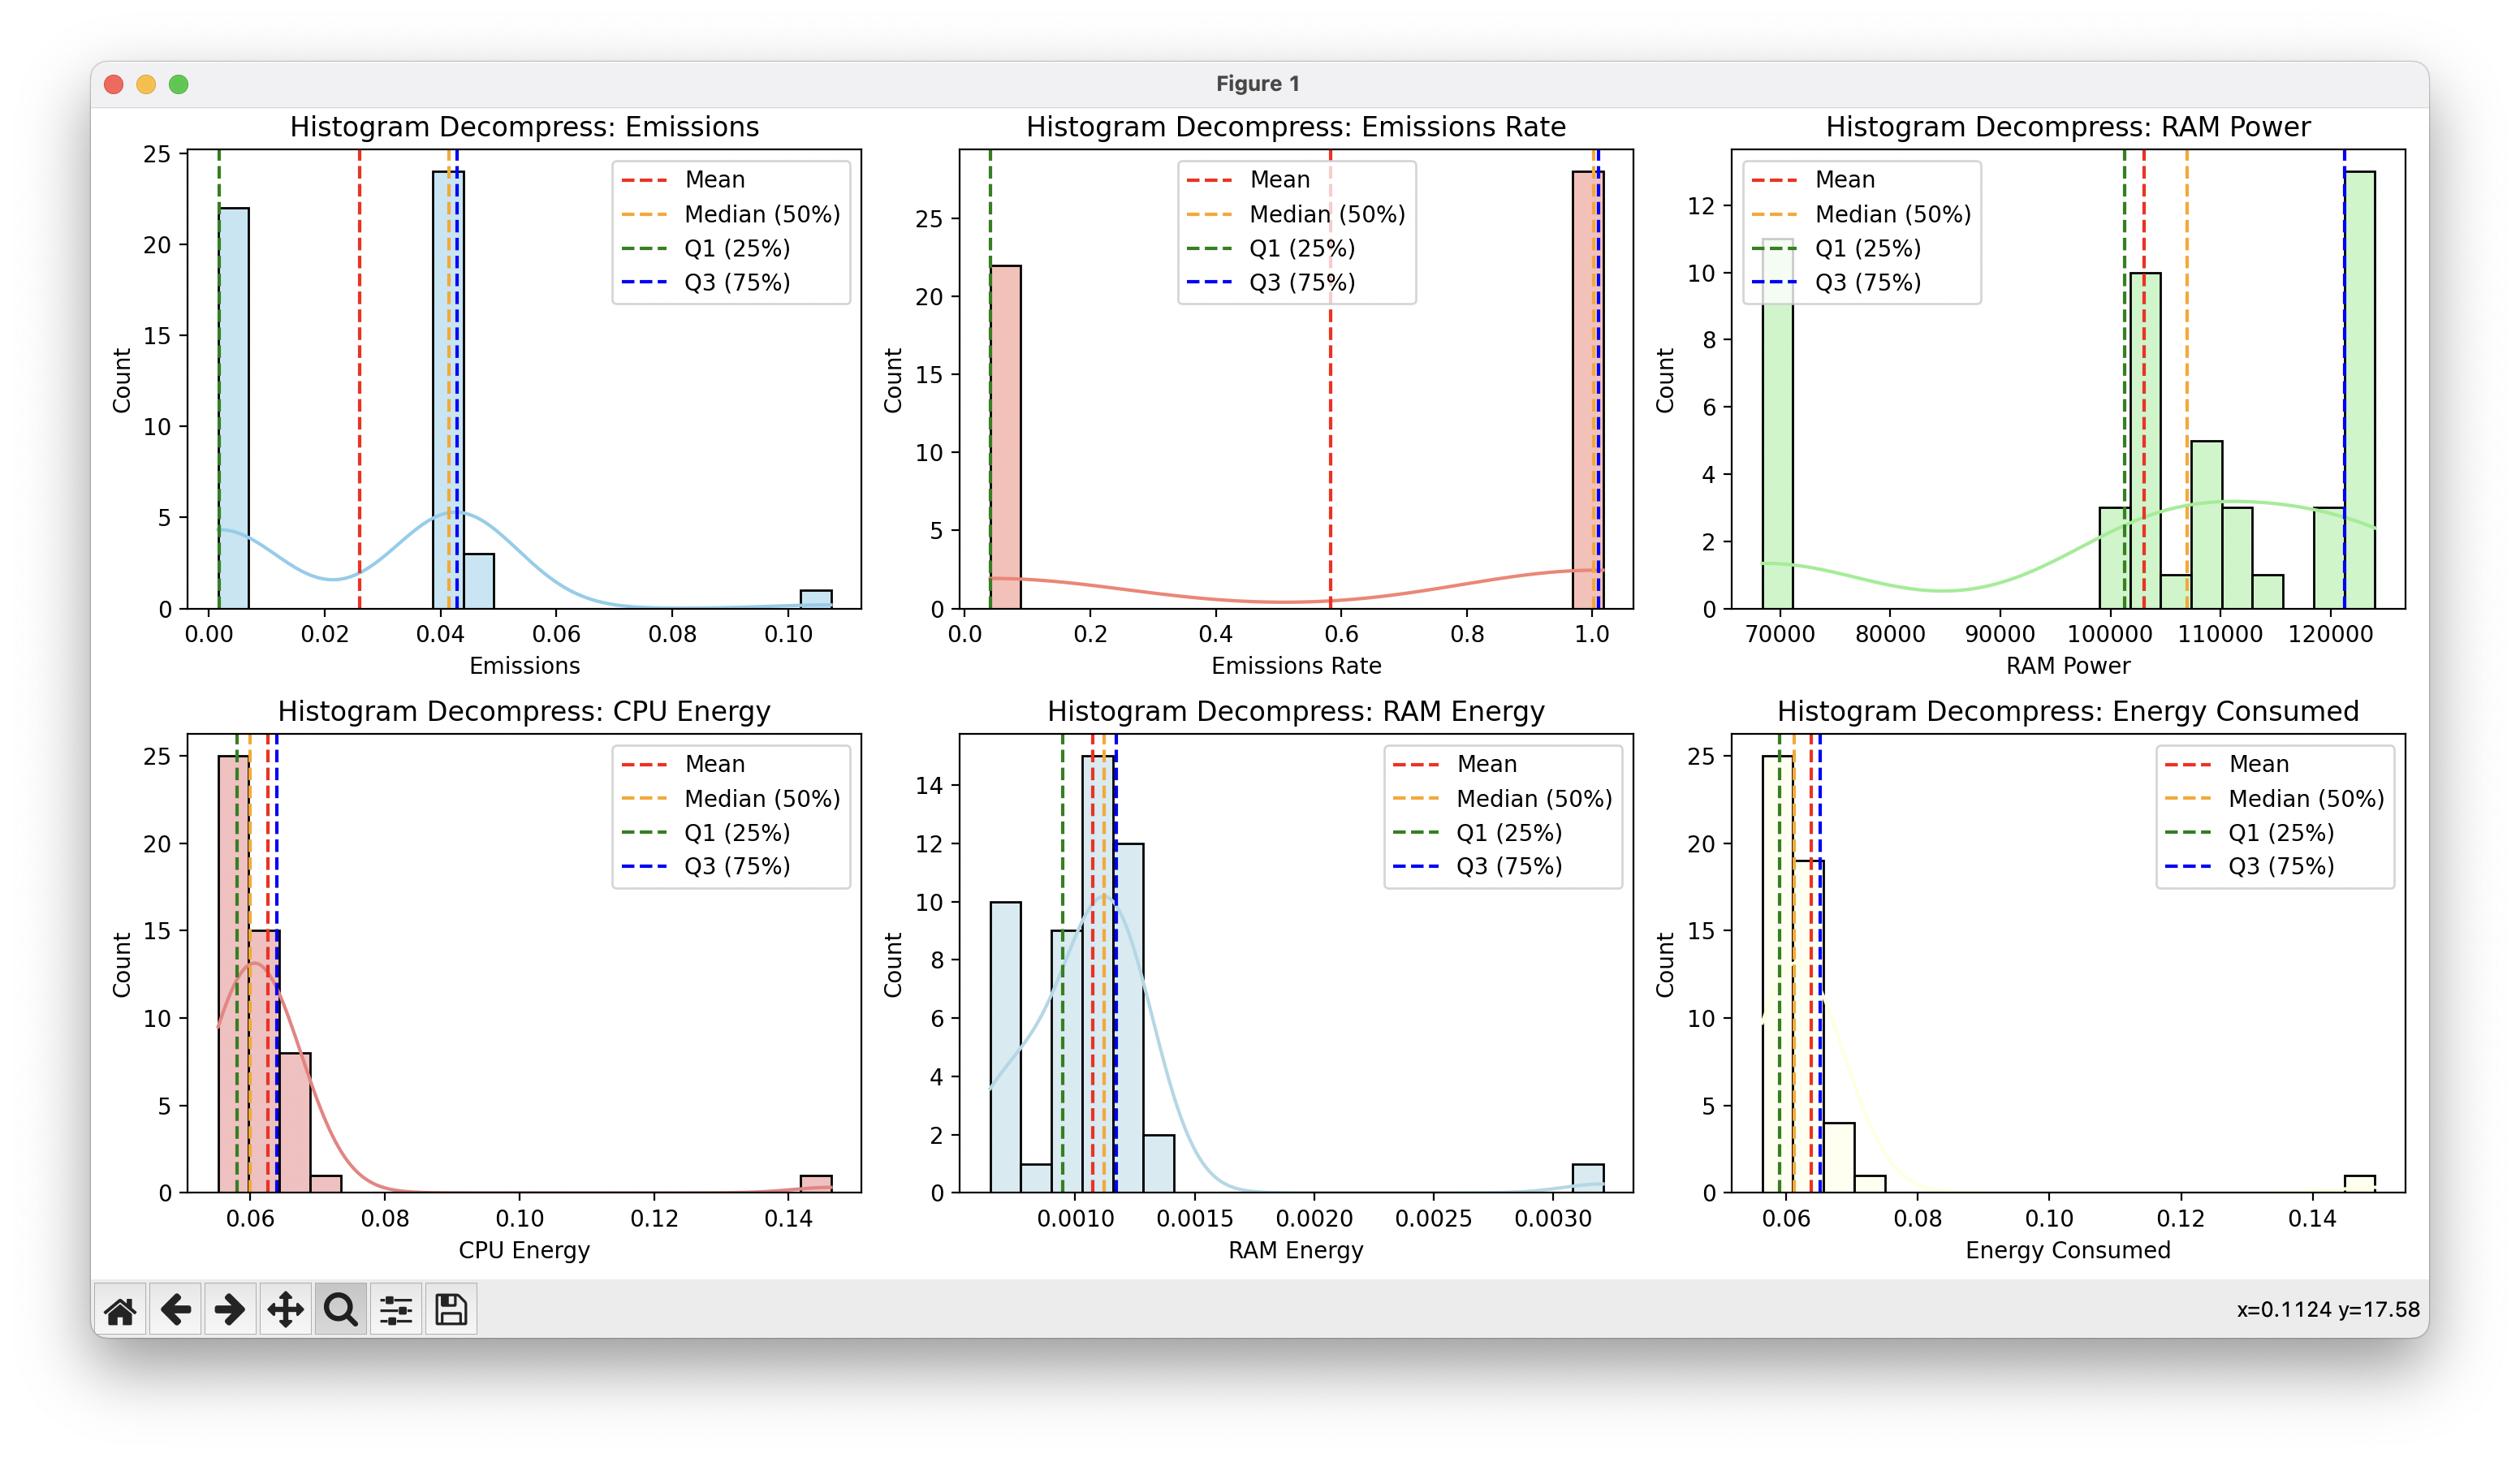 Figure 1
Histogram Decompress: Emissions
25
20
15
10
5
0
Count
0.00 0.02 0.04 0.06 0.08 0.10
Emissions
Mean
Median (50%)
Q1 (25%)
Q3 (75%)
Histogram Decompress: Emissions Rate
25
20
15
10
5
0
Count
0.0 0.2 0.4 0.6 0.8 1.0
Emissions Rate
Mean
Median (50%)
Q1 (25%)
Q3 (75%)
Histogram Decompress: RAM Power
12
10
8
6
4
2
0
Count
70000 80000 90000 100000 110000 120000
RAM Power
Mean
Median (50%)
Q1 (25%)
Q3 (75%)
Histogram Decompress: CPU Energy
25
20
15
10
5
0
Count
0.06 0.08 0.10 0.12 0.14
CPU Energy
Mean
Median (50%)
Q1 (25%)
Q3 (75%)
Histogram Decompress: RAM Energy
14
12
10
8
6
4
2
0
Count
0.0010 0.0015 0.0020 0.0025 0.0030
RAM Energy
Mean
Median (50%)
Q1 (25%)
Q3 (75%)
Histogram Decompress: Energy Consumed
25
20
15
10
5
0
Count
0.06 0.08 0.10 0.12 0.14
Energy Consumed
Mean
Median (50%)
Q1 (25%)
Q3 (75%)
x=0.1124 y=17.58